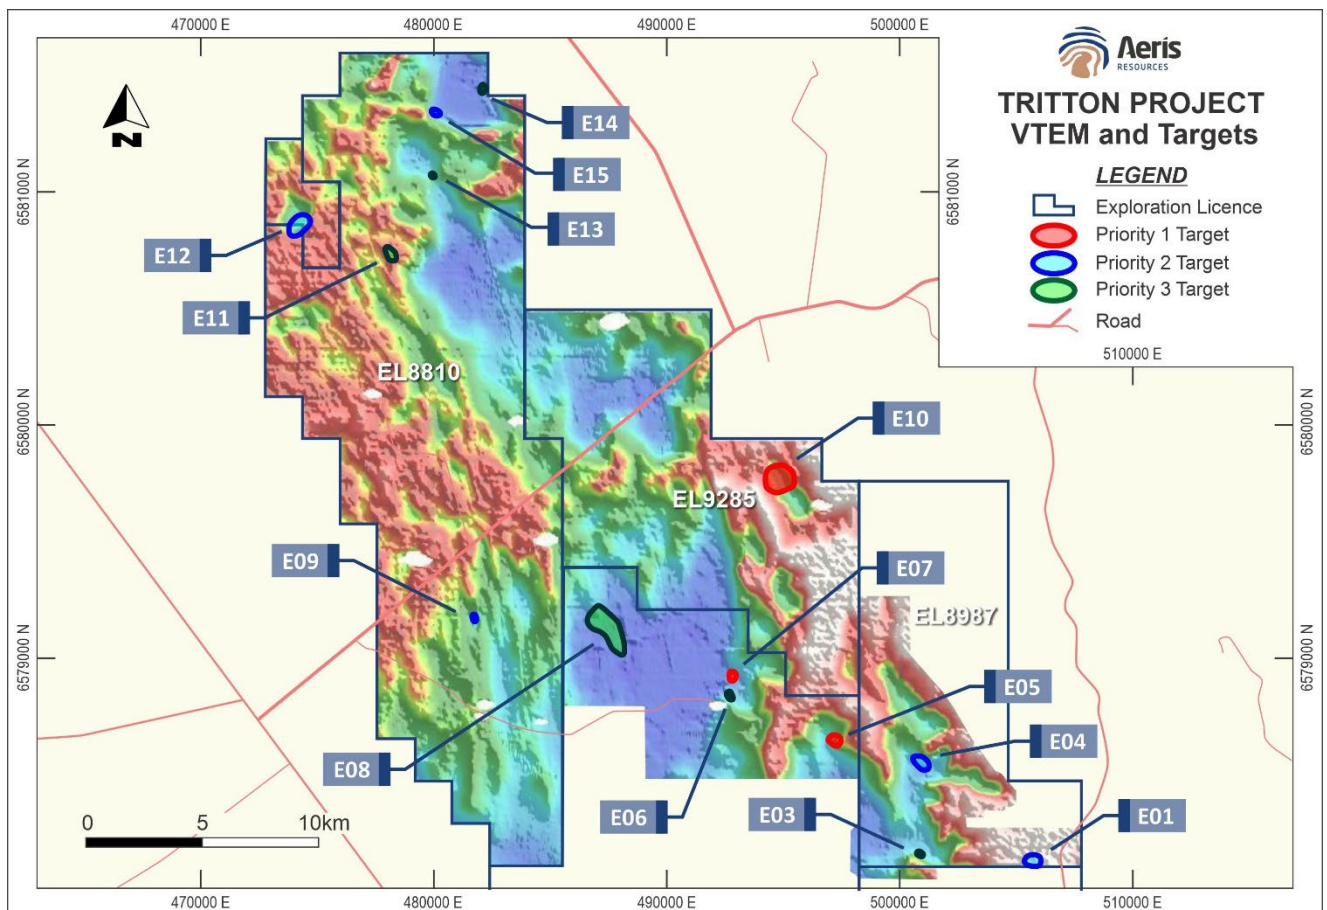 470000 E
480000 E
490000 E
500000 E
Aeris
RESOURCES
TRITTON PROJECT
VTEM and Targets
LEGEND
Exploration Licence
Priority 1 Target
Priority 2 Target
Priority 3 Target
Road
510000 E
N
E14
E15
E13
E12
E11
6581000 N
6581000 N
EL8810
E10
6580000 N
6580000 N
EL9285
E09
E07
EL8987
6579000 N
6579000 N
E05
E04
E08
E06
E03
E01
0
5
10km
470000 E
480000 E
490000 E
500000 E
510000 E